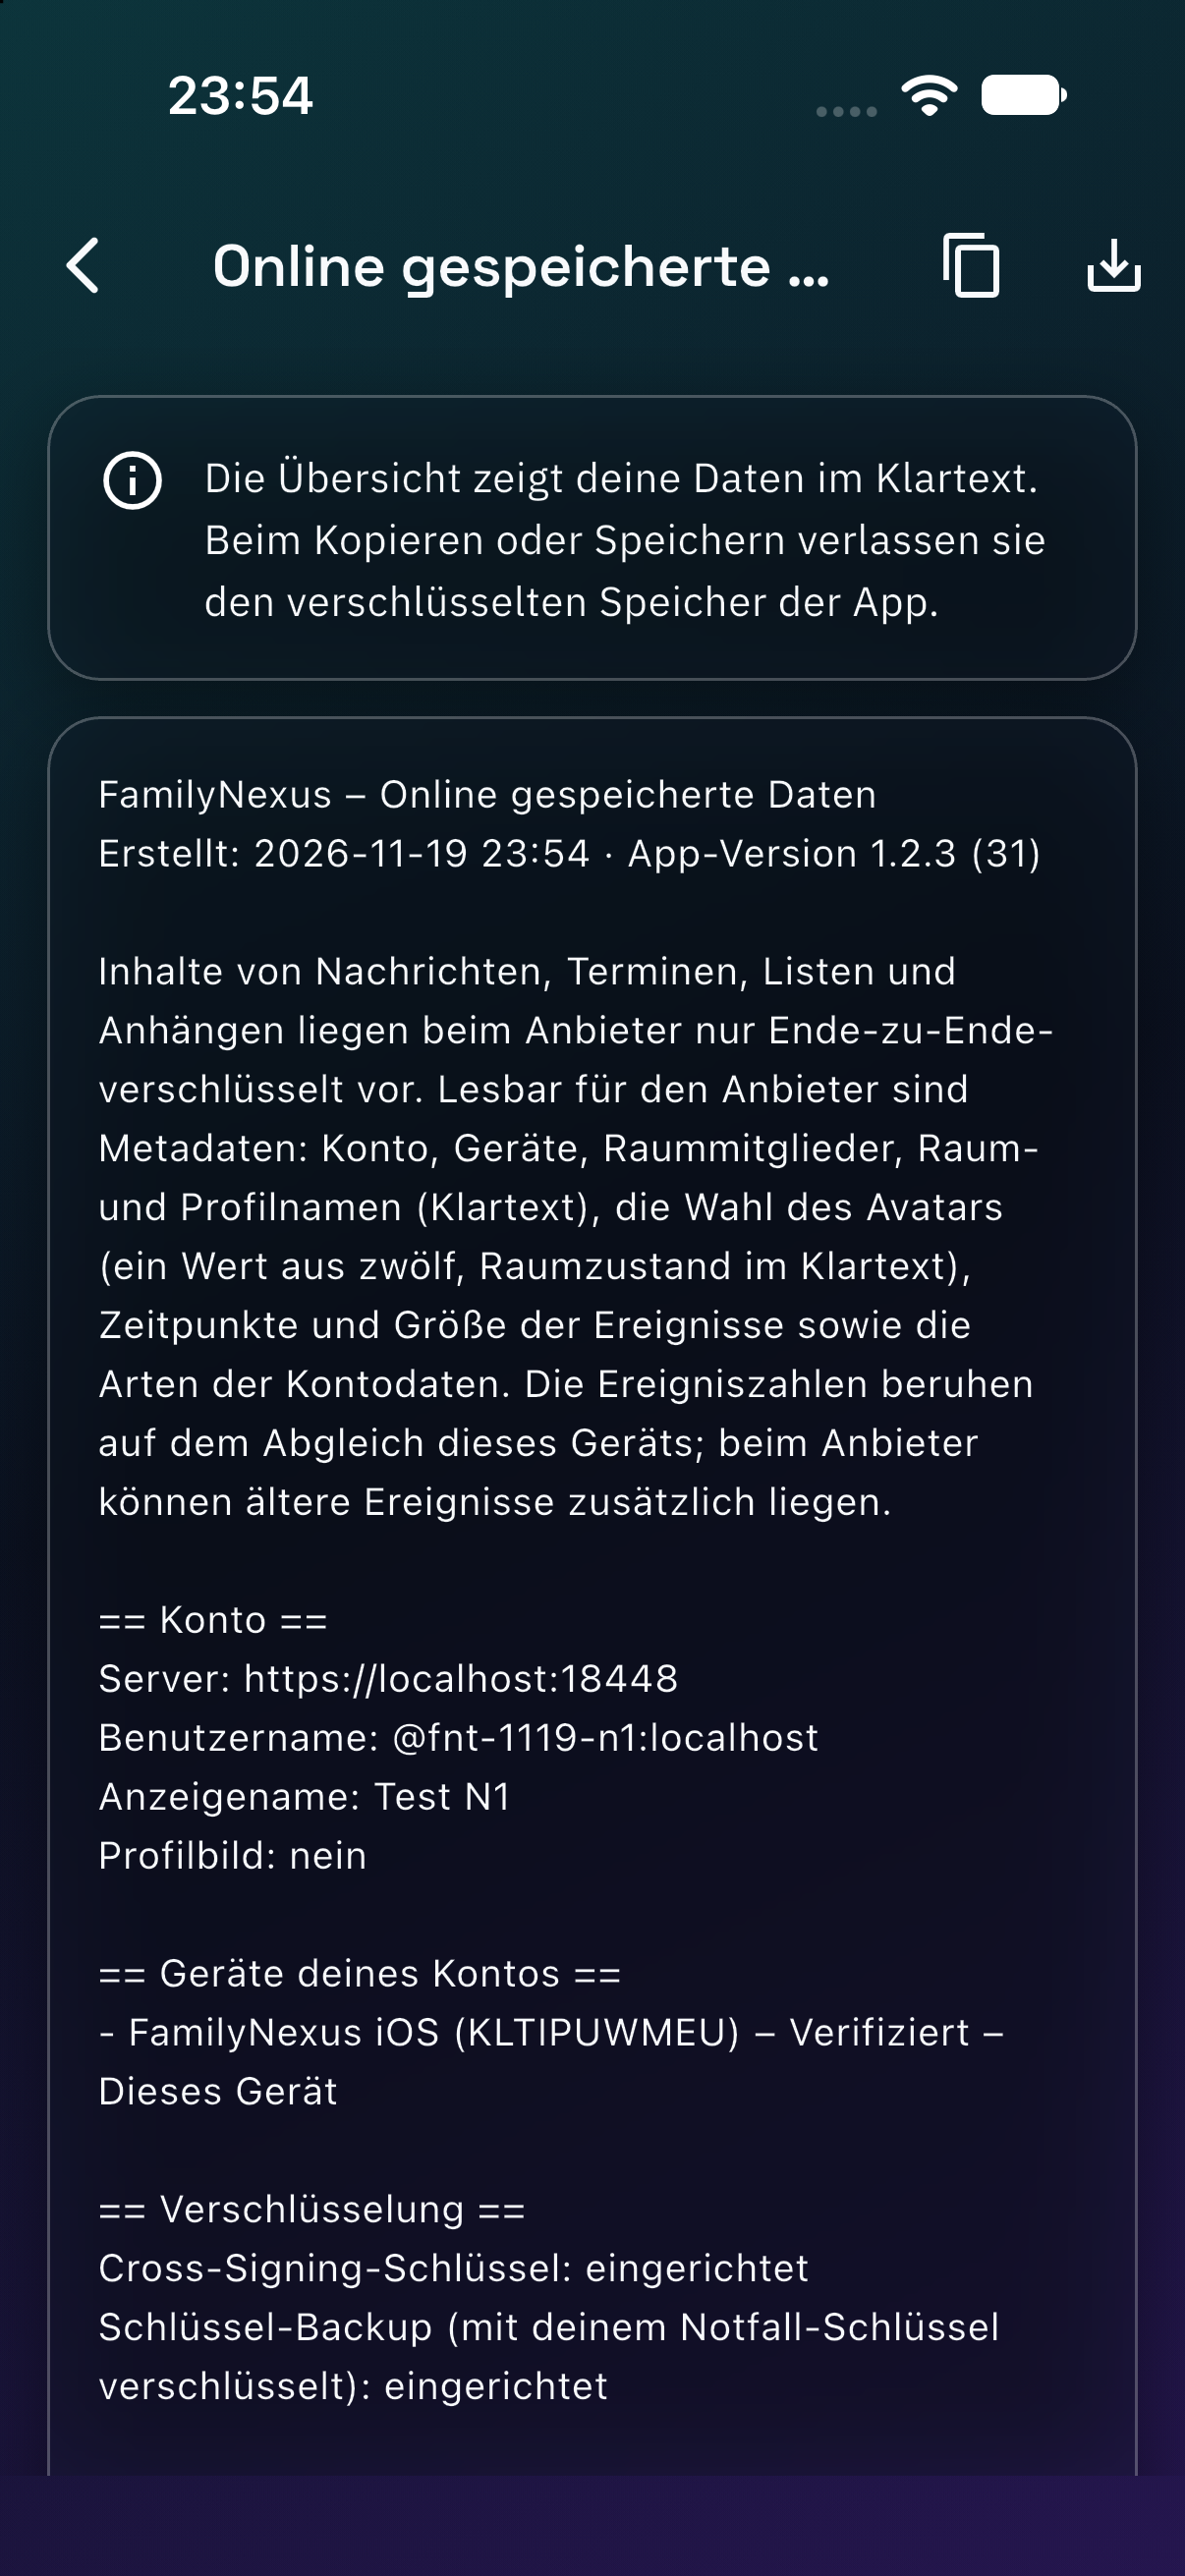 23:54
Online gespeicherte ...
Die Übersicht zeigt deine Daten im Klartext.
Beim Kopieren oder Speichern verlassen sie
den verschlüsselten Speicher der App.
FamilyNexus – Online gespeicherte Daten
Erstellt: 2026-11-19 23:54 · App-Version 1.2.3 (31)
Inhalte von Nachrichten, Terminen, Listen und
Anhängen liegen beim Anbieter nur Ende-zu-Ende-
verschlüsselt vor. Lesbar für den Anbieter sind
Metadaten: Konto, Geräte, Raummitglieder, Raum-
und Profilnamen (Klartext), die Wahl des Avatars
(ein Wert aus zwölf, Raumzustand im Klartext),
Zeitpunkte und Größe der Ereignisse sowie die
Arten der Kontodaten. Die Ereigniszahlen beruhen
auf dem Abgleich dieses Geräts; beim Anbieter
können ältere Ereignisse zusätzlich liegen.
== Konto ==
Server: https://localhost:18448
Benutzername: @fnt-1119-n1:localhost
Anzeigename: Test N1
Profilbild: nein
== Geräte deines Kontos ==
- FamilyNexus iOS (KLTIPUWMEU) – Verifiziert –
Dieses Gerät
== Verschlüsselung ==
Cross-Signing-Schlüssel: eingerichtet
Schlüssel-Backup (mit deinem Notfall-Schlüssel
verschlüsselt): eingerichtet